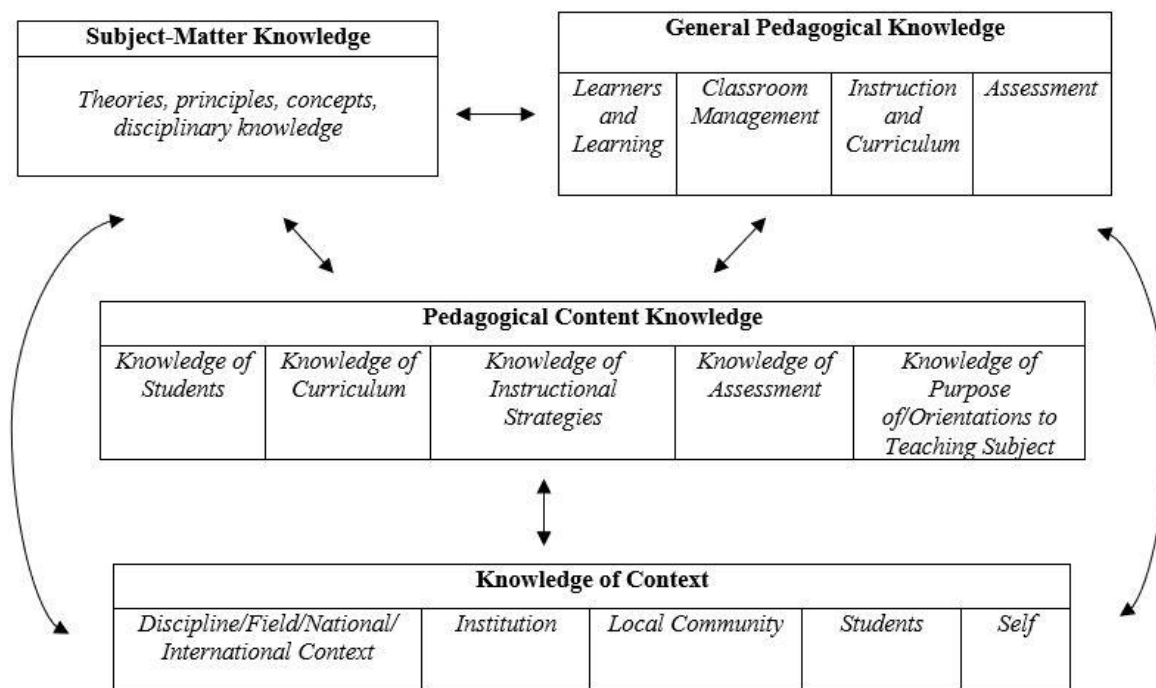 Subject-Matter Knowledge
Theories, principles, concepts,
disciplinary knowledge
General Pedagogical Knowledge
Learners
and
Learning
Classroom
Management
Instruction
and
Curriculum
Assessment
Pedagogical Content Knowledge
Knowledge of
Students
Knowledge of
Curriculum
Knowledge of
Instructional
Strategies
Knowledge of
Assessment
Knowledge of
Purpose
of/Orientations to
Teaching Subject
Knowledge of Context
Discipline/Field/National/
International Context
Institution
Local Community
Students
Self